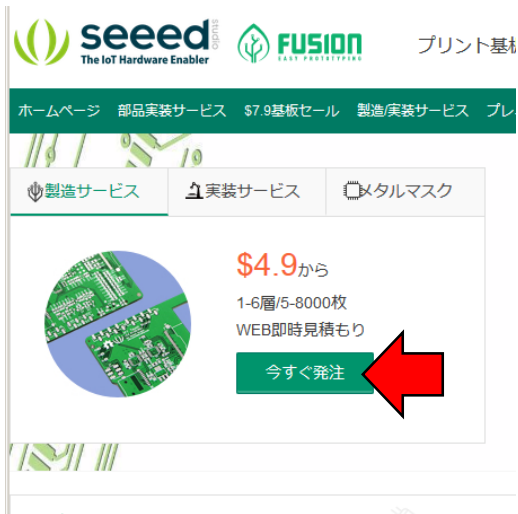 seeed studio
The IoT Hardware Enabler
FUSION
EASY PROTOTYPING
プリント基
ホームページ 部品実装サービス $7.9基板セール 製造/実装サービス プレ
製造サービス 実装サービス メタルマスク
$4.9から
1-6層/5-8000枚
WEB即時見積もり
今すぐ発注